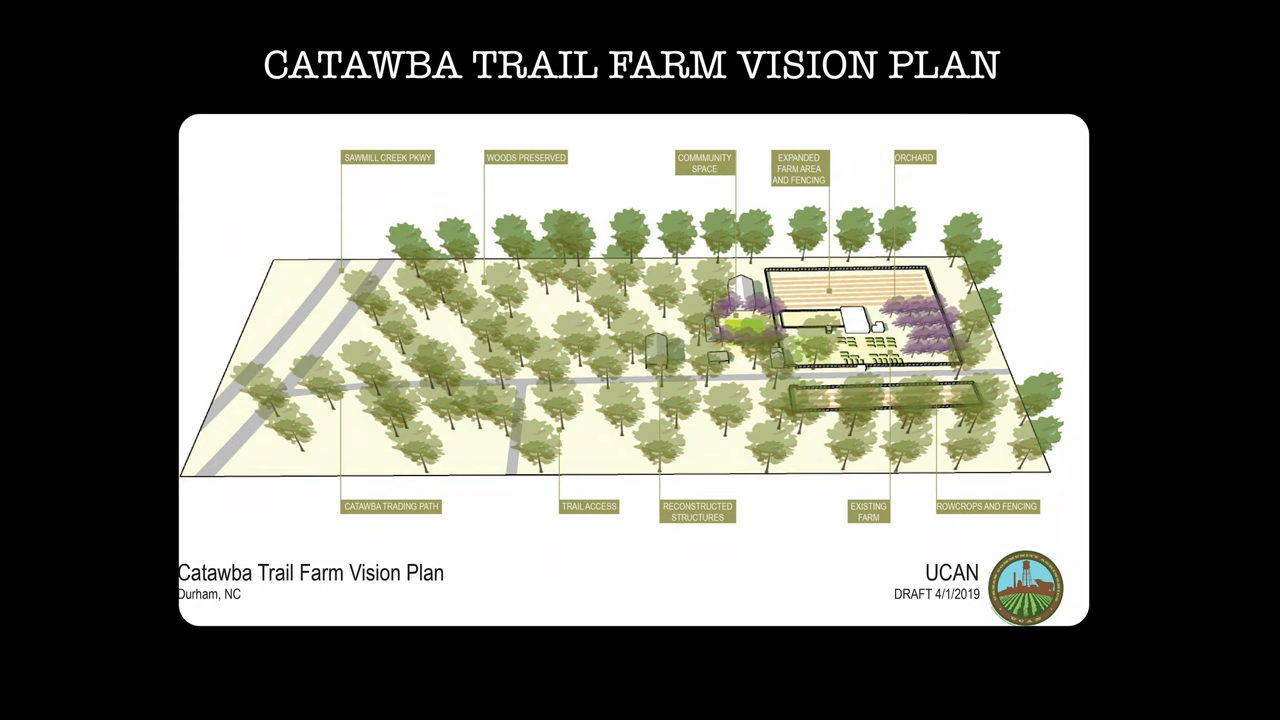 CATAWBA TRAIL FARM VISION PLAN
SAWMILL CREEK PKWY
WOODS PRESERVED
COMMMUNITY
SPACE
EXPANDED
FARM AREA
AND FENCING
ORCHARD
CATAWBA TRADING PATH
TRAIL ACCESS
RECONSTRUCTED
STRUCTURES
EXISTING
FARM
ROWCROPS AND FENCING
Catawba Trail Farm Vision Plan
Durham, NC
UCAN
DRAFT 4/1/2019